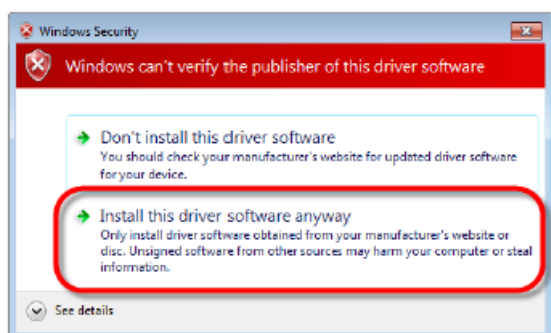 Windows Security
Windows can't verify the publisher of this driver software
Don't install this driver software
You should check your manufacturer's website for updated driver software
for your device.
Install this driver software anyway
Only install driver software obtained from your manufacturer's website or
disc. Unsigned software from other sources may harm your computer or steal
information.
See details